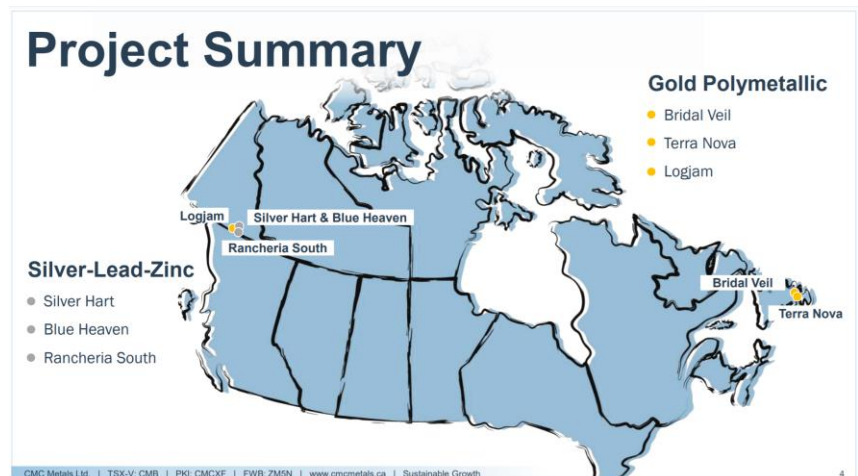 Project Summary
Gold Polymetallic
Bridal Veil
Terra Nova
Logjam
Logjam
Silver Hart & Blue Heaven
Rancheria South
Silver-Lead-Zinc
Silver Hart
Blue Heaven
Rancheria South
Bridal Veil
Terra Nova
CMC Metals Ltd. | TSX-V: CMB | PKI: CMCXF | FWB: ZM5N | www.cmcmetals.ca | Sustainable Growth
4